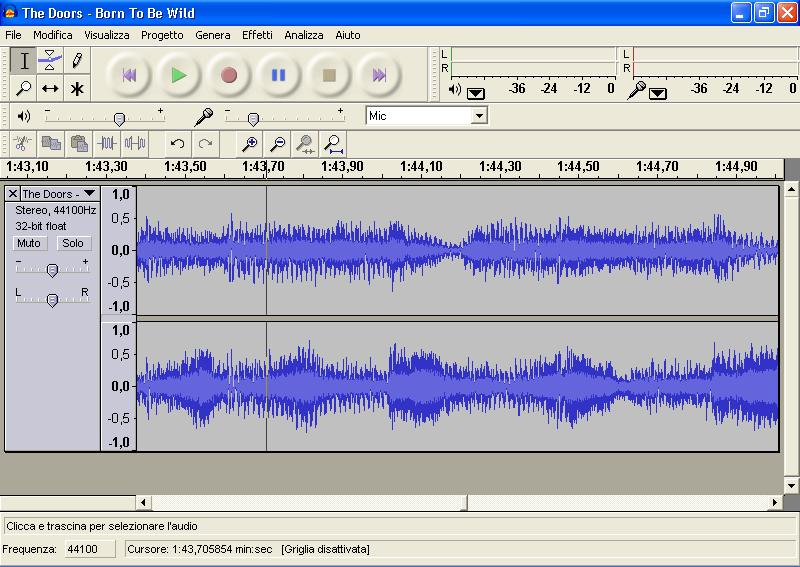 The Doors - Born To Be Wild
File Modifica Visualizza Progetto Genera Effetti Analizza Aiuto
L
R
-36 -24 -12 0
L
R
-36 -24 -12 0
- +
- +
Mic
1:43,10 1:43,30 1:43,50 1:43,70 1:43,90 1:44,10 1:44,30 1:44,50 1:44,70 1:44,90
The Doors -
Stereo, 44100Hz
32-bit float
Muto Solo
- +
L R
1,0
0,5
0,0
-0,5
-1,0
1,0
0,5
0,0
-0,5
-1,0
Clicca e trascina per selezionare l'audio
Frequenza: 44100 Cursore: 1:43,705854 min:sec [Griglia disattivata]